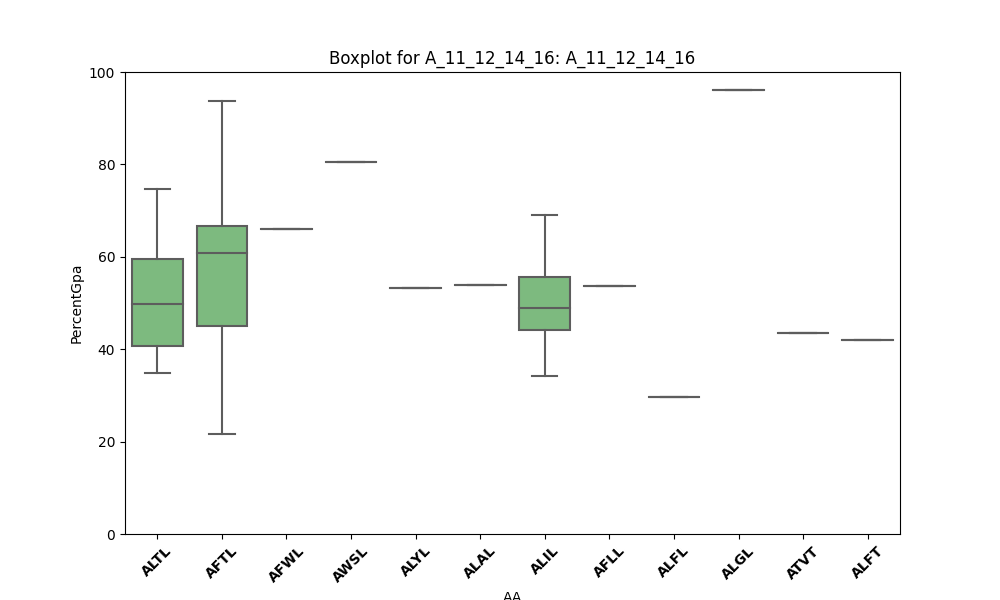 Boxplot for A_11_12_14_16: A_11_12_14_16
100
80
60
40
20
0
PercentGpa
ALTL
AFTL
AFWL
AWSL
ALYL
ALAL
ALIL
AFLL
ALFL
ALGL
ATVT
ALFT
AA